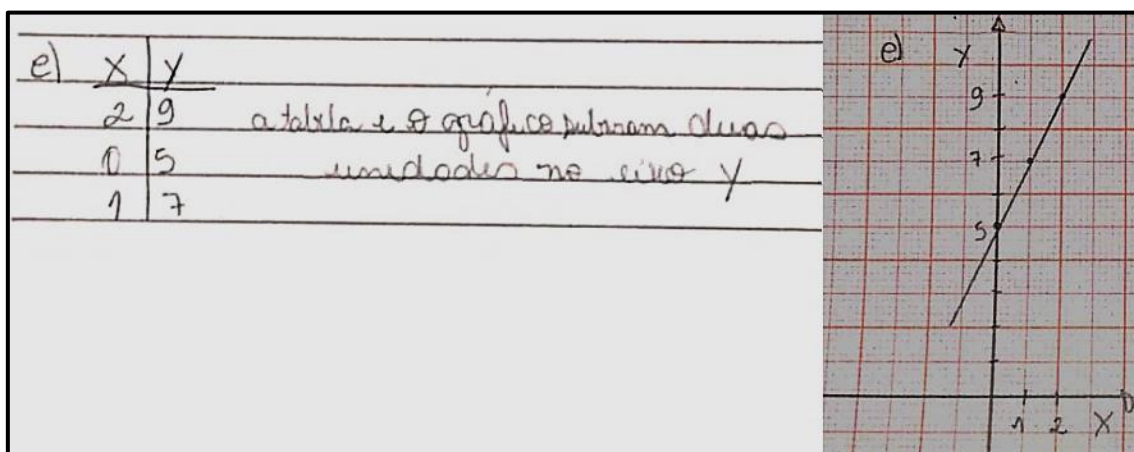 e) X Y
2 9 a tabela e o gráfico subiram duas
0 5 unidades no eixo Y
1 7
e) Y
9
7
5
1 2 X